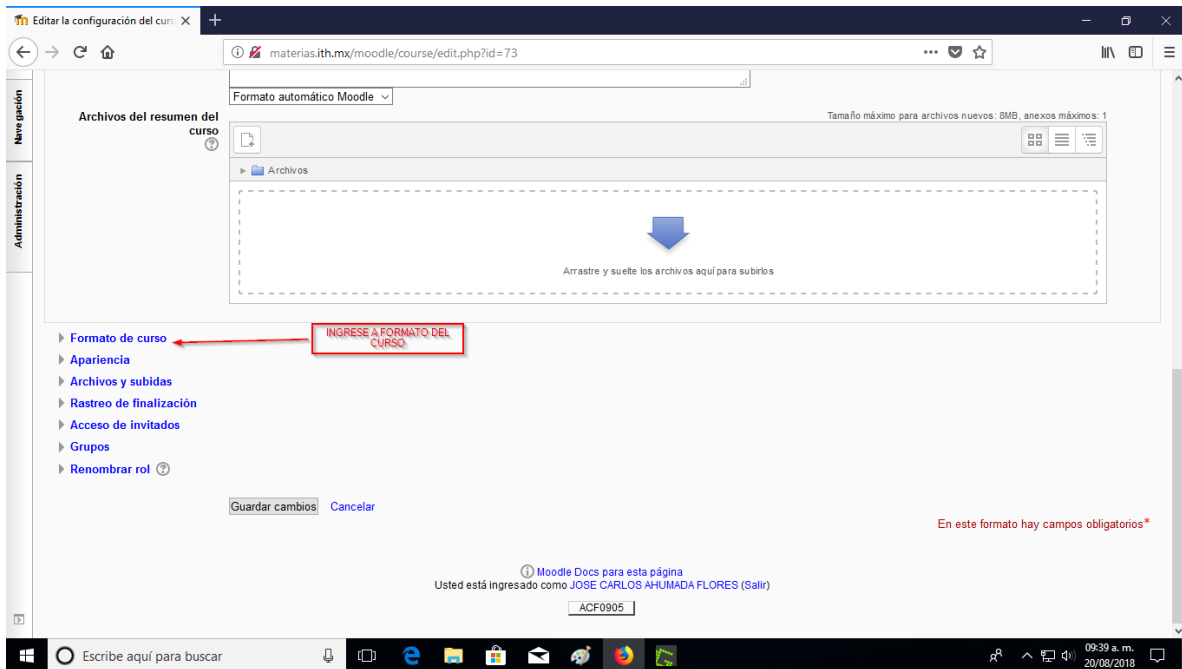 Editar la configuración del curs
materias.ith.mx/moodle/course/edit.php?id=73
Navegación
Administración
Formato automático Moodle
Archivos del resumen del
curso
Tamaño máximo para archivos nuevos: 8MB, anexos máximos: 1
Archivos
Arrastre y suelte los archivos aquí para subirlos
Formato de curso
INGRESE A FORMATO DEL
CURSO
Apariencia
Archivos y subidas
Rastreo de finalización
Acceso de invitados
Grupos
Renombrar rol
Guardar cambios Cancelar
En este formato hay campos obligatorios*
Moodle Docs para esta página
Usted está ingresado como JOSE CARLOS AHUMADA FLORES (Salir)
ACF0905
Escribe aquí para buscar
09:39 a. m.
20/08/2018